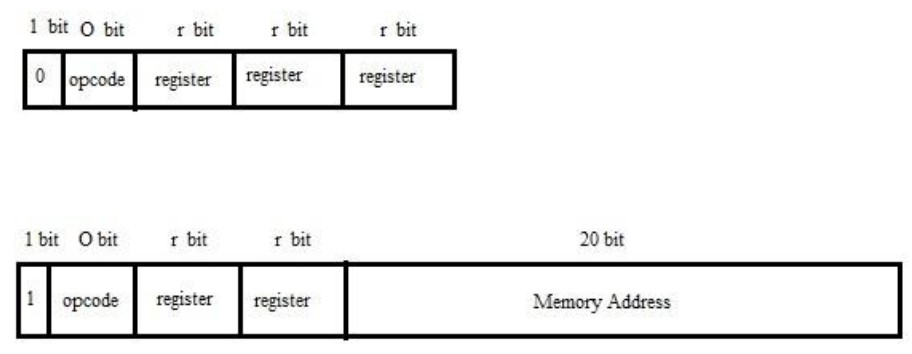 1 bit O bit r bit r bit r bit
0 opcode register register register
1 bit O bit r bit r bit 20 bit
1 opcode register register Memory Address